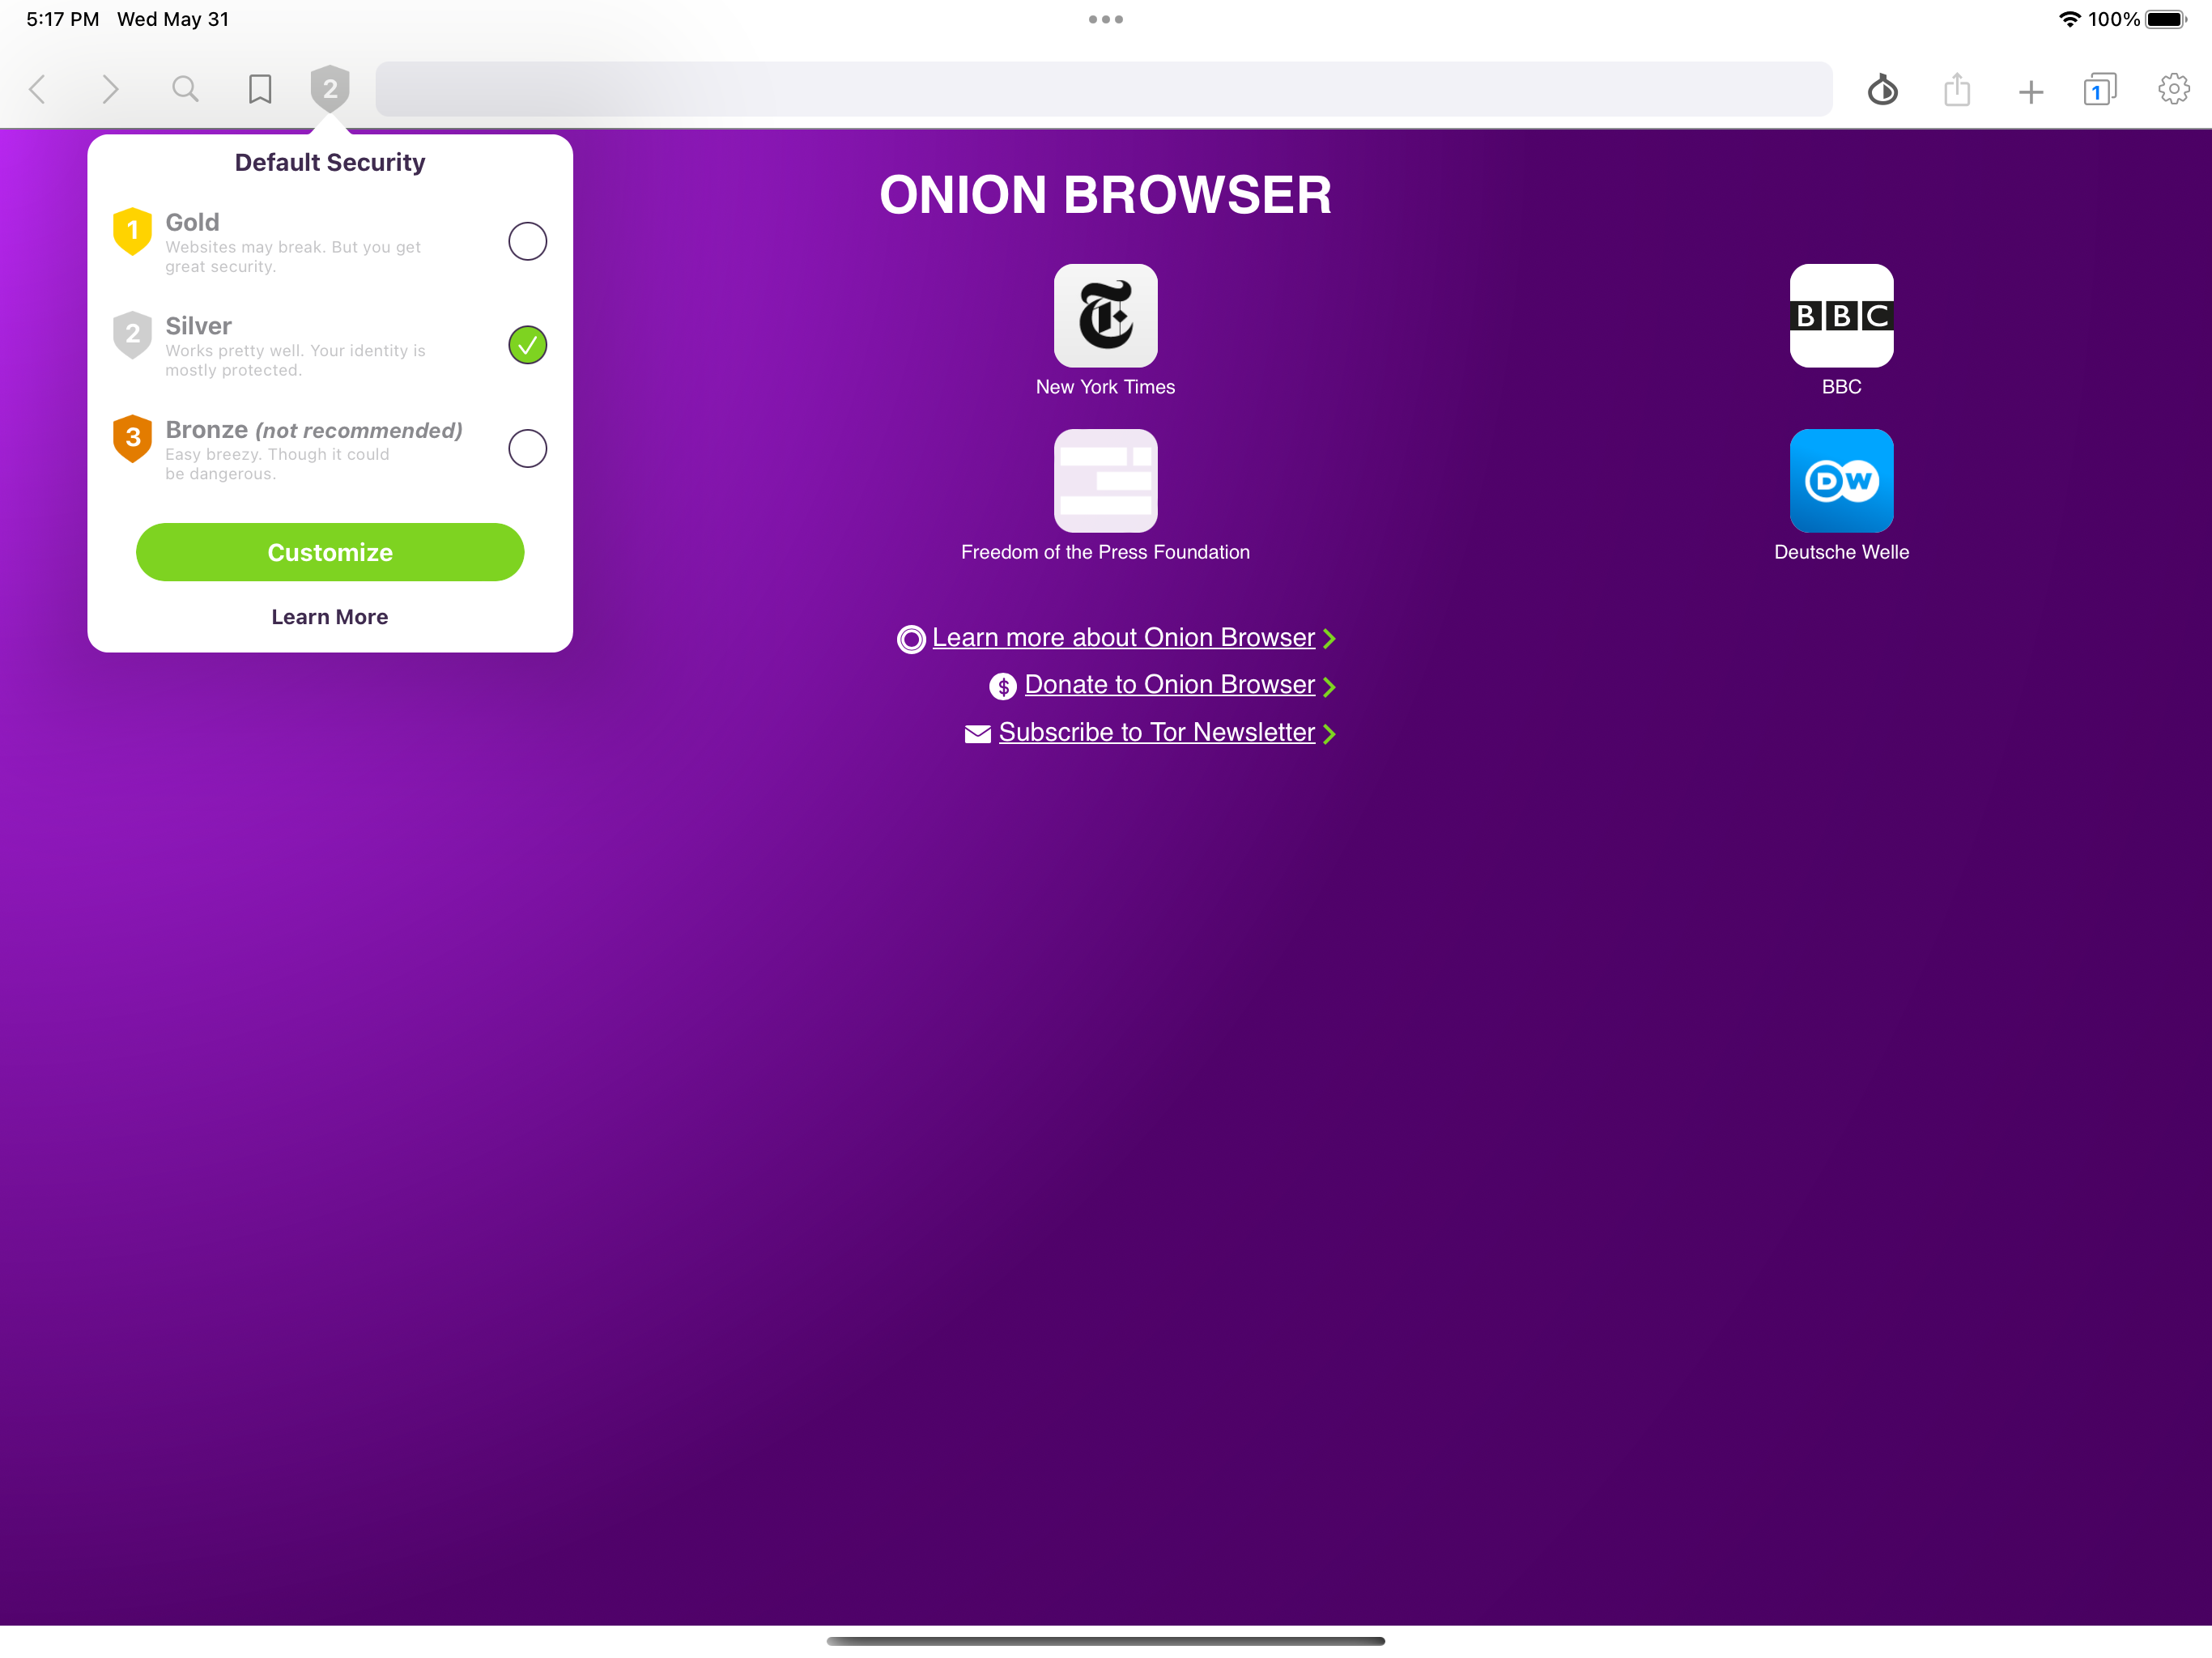 5:17 PM Wed May 31
100%
2
1
Default Security
1 Gold
Websites may break. But you get
great security.
2 Silver
Works pretty well. Your identity is
mostly protected.
3 Bronze (not recommended)
Easy breezy. Though it could
be dangerous.
Customize
Learn More
ONION BROWSER
T
BBC
New York Times
BBC
DW
Freedom of the Press Foundation
Deutsche Welle
Learn more about Onion Browser
$ Donate to Onion Browser
Subscribe to Tor Newsletter